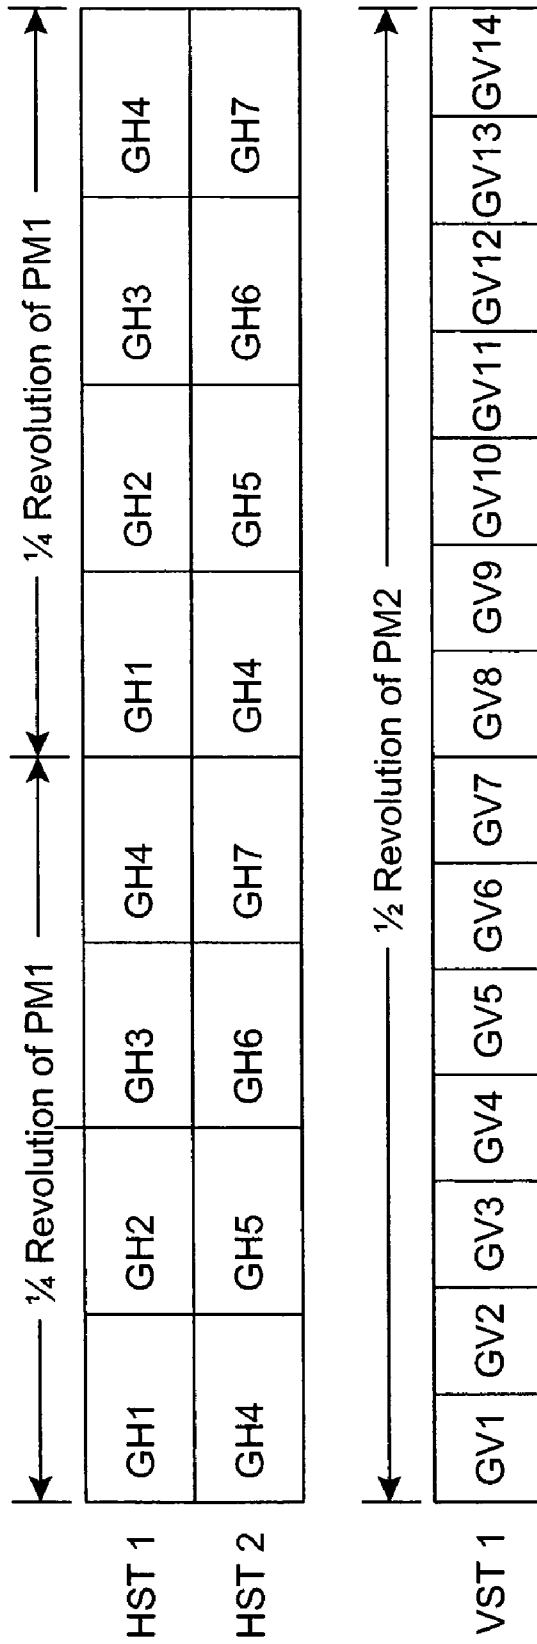 ¼ Revolution of PM1 ¼ Revolution of PM1
HST 1 GH1 GH2 GH3 GH4 GH1 GH2 GH3 GH4
HST 2 GH4 GH5 GH6 GH7 GH4 GH5 GH6 GH7
½ Revolution of PM2
VST 1 GV1 GV2 GV3 GV4 GV5 GV6 GV7 GV8 GV9 GV10 GV11 GV12 GV13 GV14